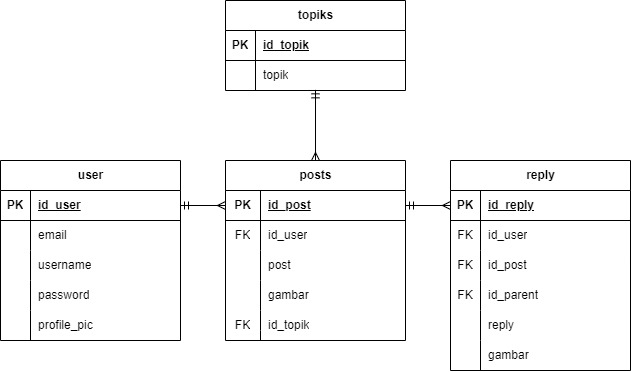 topiks
PK id_topik
topik
user
PK id_user
email
username
password
profile_pic
posts
PK id_post
FK id_user
post
gambar
FK id_topik
reply
PK id_reply
FK id_user
FK id_post
FK id_parent
reply
gambar